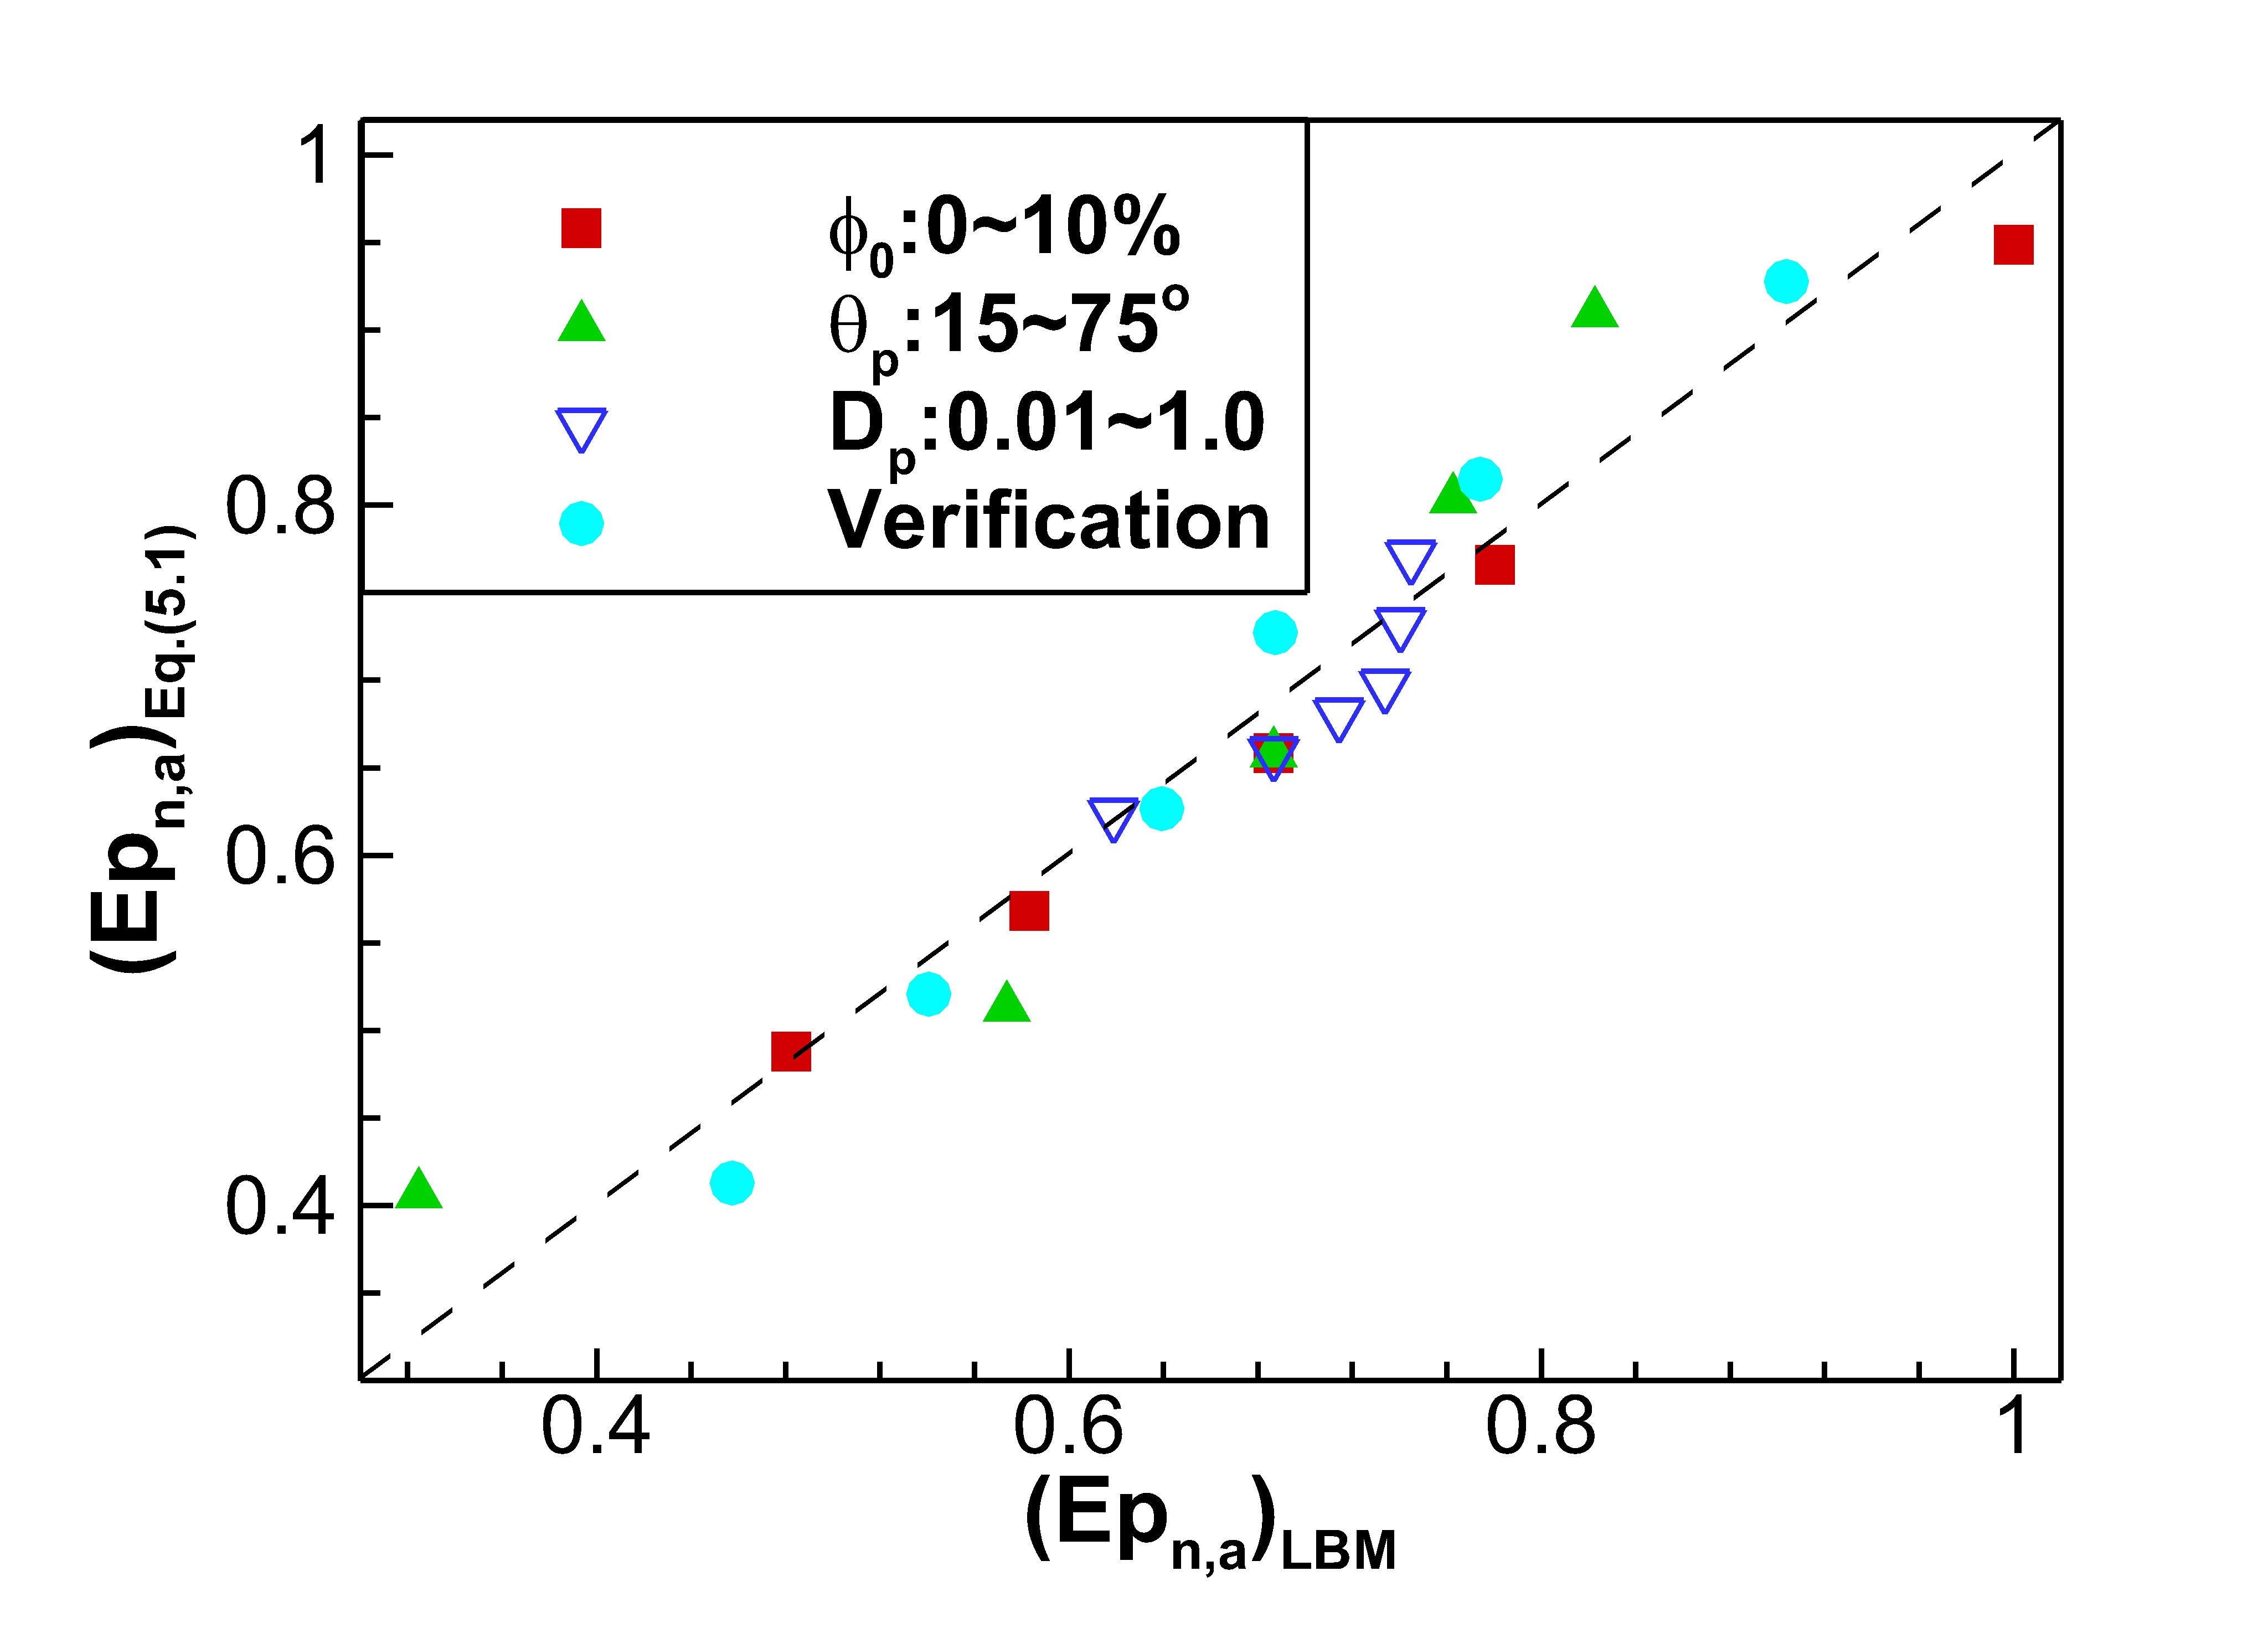 1
0.8
0.6
0.4
(Epn,a)Eq.(5.1)
ϕ0:0~10%
θp:15~75o
Dp:0.01~1.0
Verification
0.4 0.6 0.8 1
(Epn,a)LBM